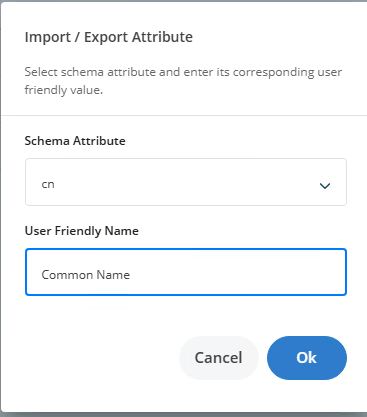 Import / Export Attribute
Select schema attribute and enter its corresponding user
friendly value.
Schema Attribute
cn
User Friendly Name
Common Name
Cancel Ok